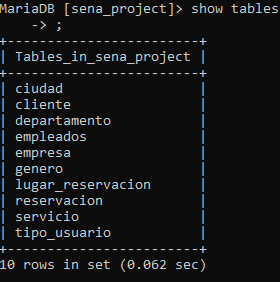 MariaDB [sena_project]> show tables
    -> ;
+------------------------+
| Tables_in_sena_project |
+------------------------+
| ciudad                 |
| cliente                |
| departamento           |
| empleados              |
| empresa                |
| genero                 |
| lugar_reservacion      |
| reservacion            |
| servicio               |
| tipo_usuario           |
+------------------------+
10 rows in set (0.062 sec)